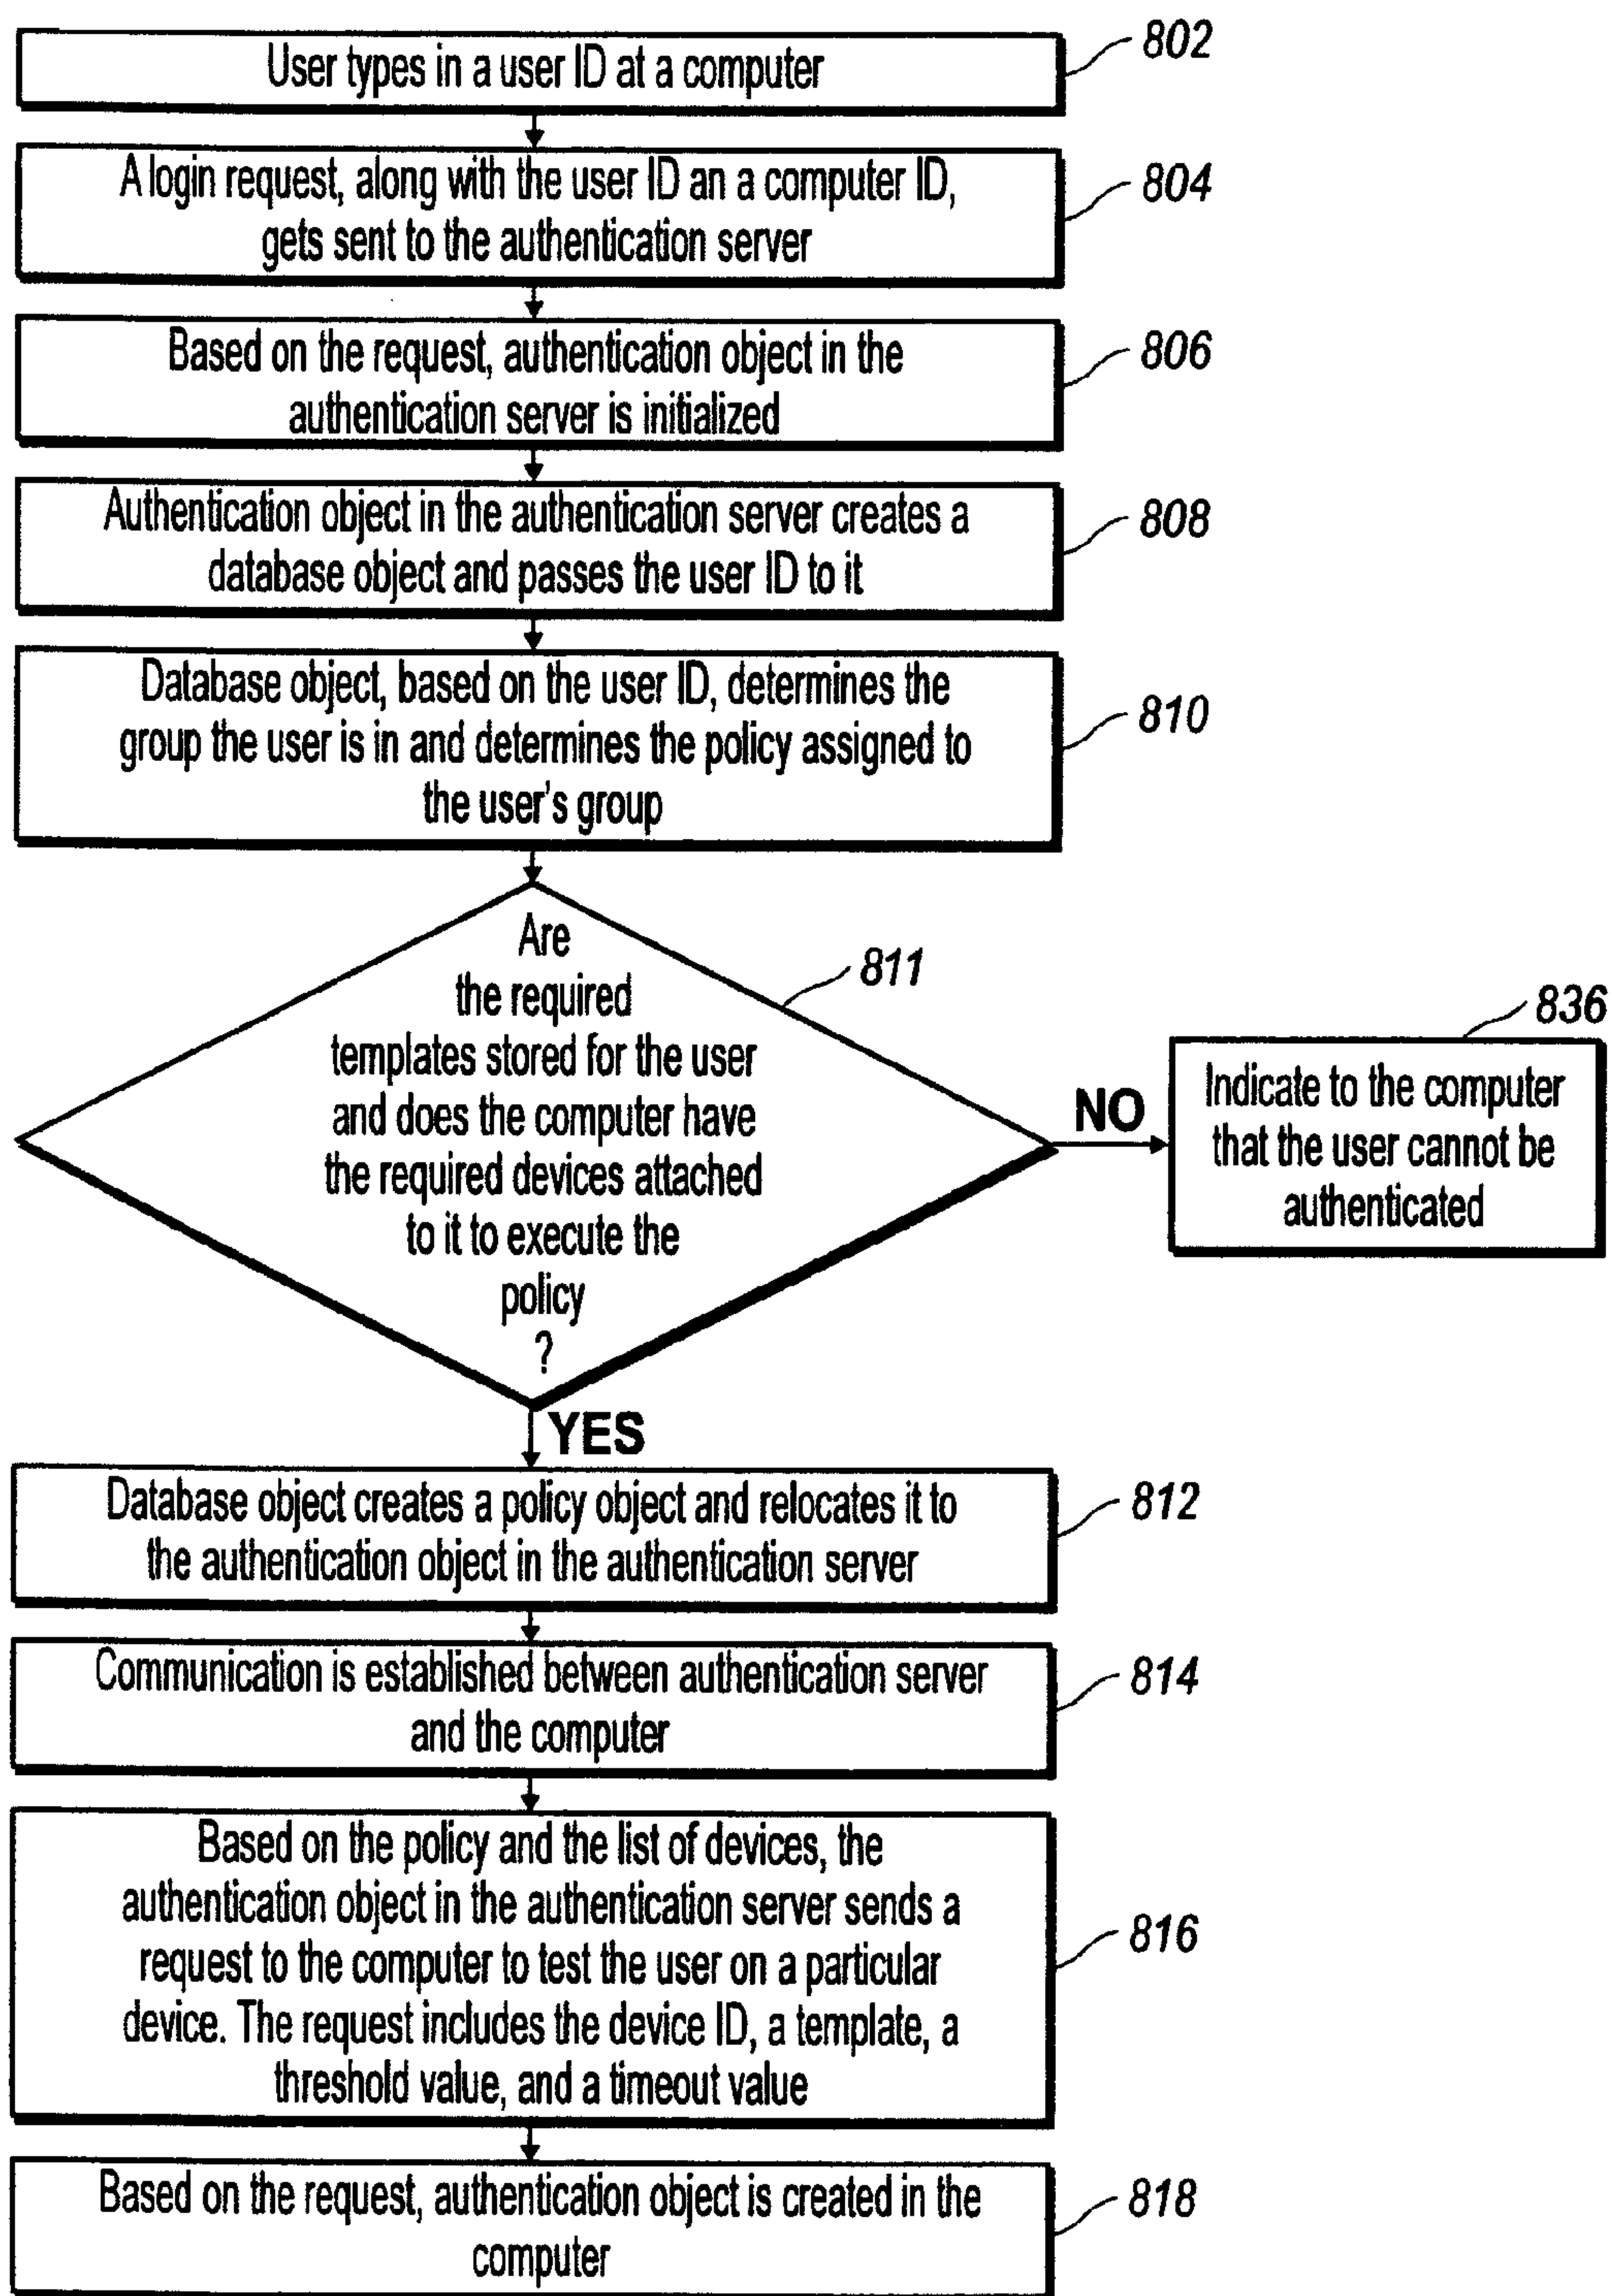 User types in a user ID at a computer
802
A login request, along with the user ID an a computer ID,
gets sent to the authentication server
804
Based on the request, authentication object in the
authentication server is initialized
806
Authentication object in the authentication server creates a
database object and passes the user ID to it
808
Database object, based on the user ID, determines the
group the user is in and determines the policy assigned to
the user's group
810
Are
the required
templates stored for the user
and does the computer have
the required devices attached
to it to execute the
policy
?
811
NO
836
Indicate to the computer
that the user cannot be
authenticated
YES
Database object creates a policy object and relocates it to
the authentication object in the authentication server
812
Communication is established between authentication server
and the computer
814
Based on the policy and the list of devices, the
authentication object in the authentication server sends a
request to the computer to test the user on a particular
device. The request includes the device ID, a template, a
threshold value, and a timeout value
816
Based on the request, authentication object is created in the
computer
818